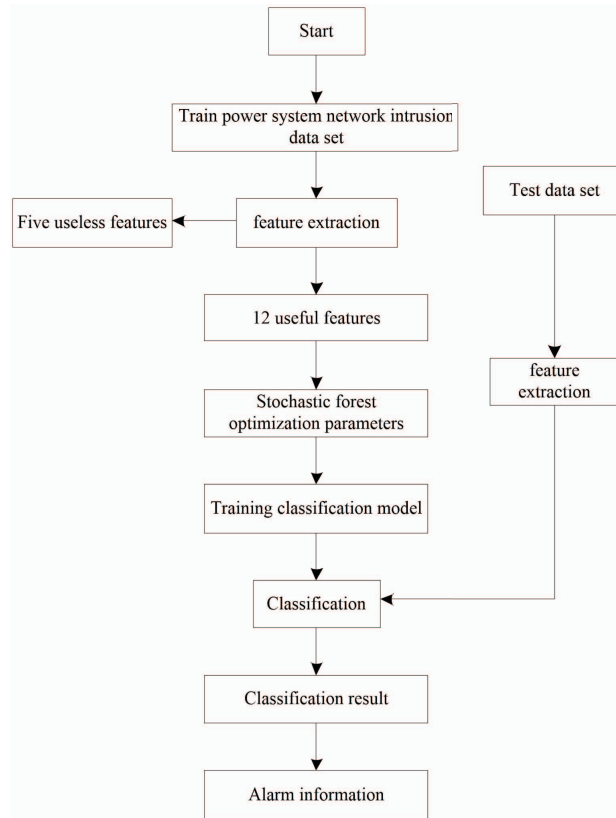 Start
Train power system network intrusion
data set
Test data set
Five useless features
feature extraction
12 useful features
feature
extraction
Stochastic forest
optimization parameters
Training classification model
Classification
Classification result
Alarm information